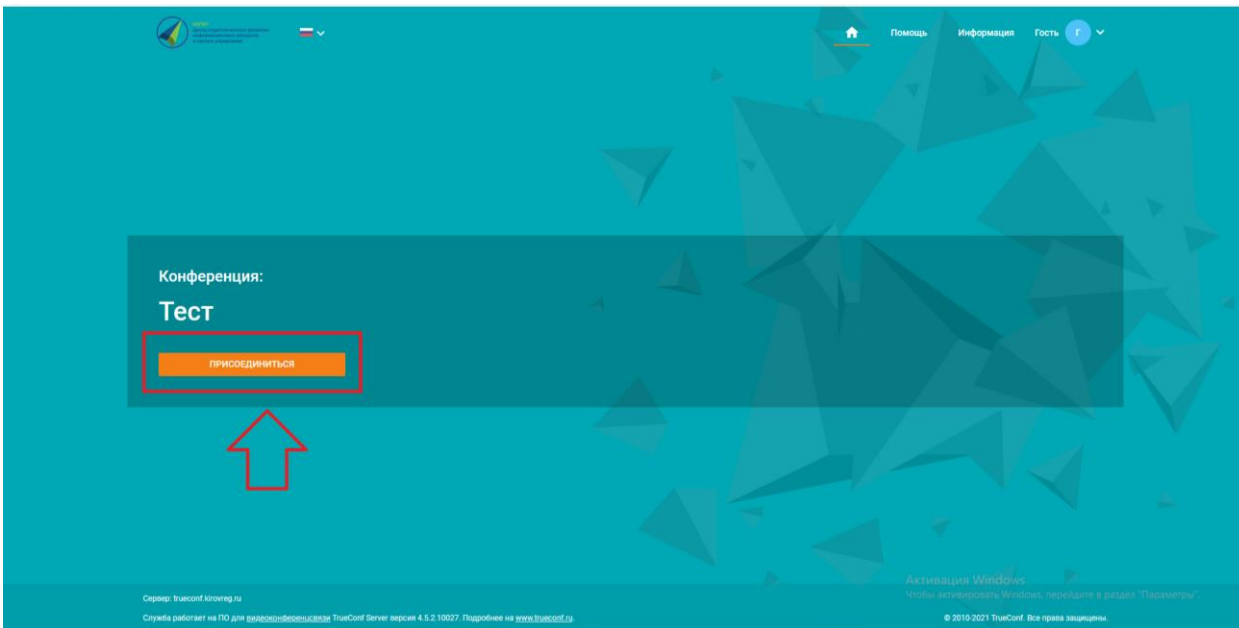 Помощь
Информация
Гость
Г
Конференция:
Тест
ПРИСОЕДИНИТЬСЯ
Активация Windows
Чтобы активировать Windows, перейдите в раздел "Параметры".
Сервер: trueconf.kirovreg.ru
Служба работает на ПО для видеоконференцсвязи TrueConf Server версия 4.5.2.10027. Подробнее на www.trueconf.ru.
© 2010-2021 TrueConf. Все права защищены.